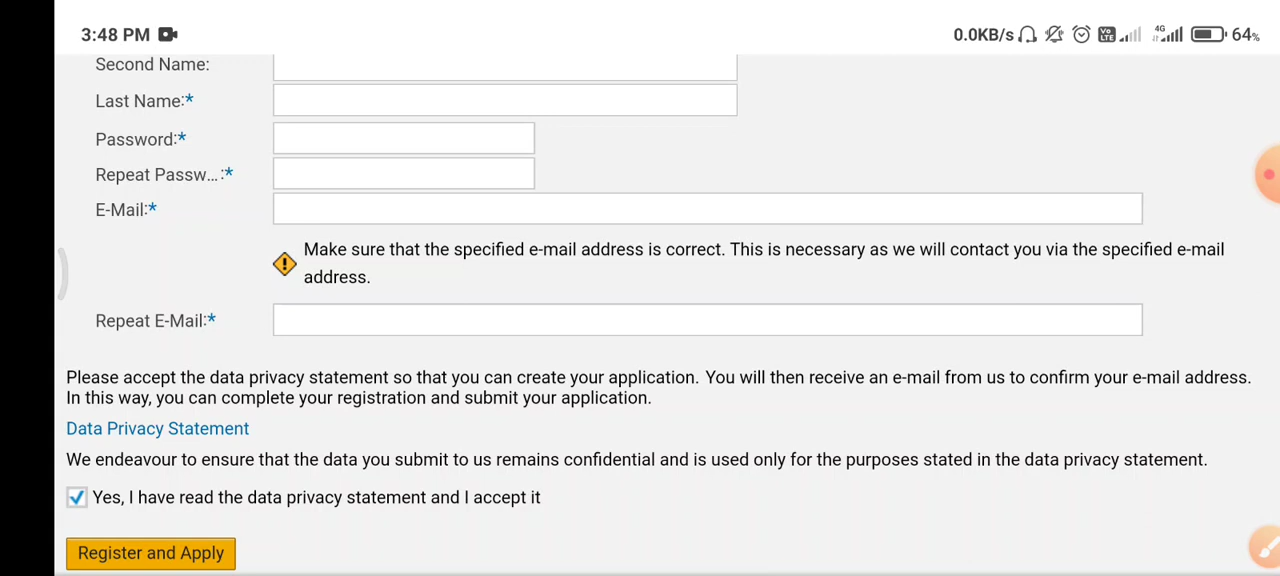 3:48 PM 0.0KB/s Vo LTE 4G 64%
Second Name:
Last Name:*
Password:*
Repeat Passw...:*
E-Mail:*
Make sure that the specified e-mail address is correct. This is necessary as we will contact you via the specified e-mail
address.
Repeat E-Mail:*
Please accept the data privacy statement so that you can create your application. You will then receive an e-mail from us to confirm your e-mail address.
In this way, you can complete your registration and submit your application.
Data Privacy Statement
We endeavour to ensure that the data you submit to us remains confidential and is used only for the purposes stated in the data privacy statement.
Yes, I have read the data privacy statement and I accept it
Register and Apply